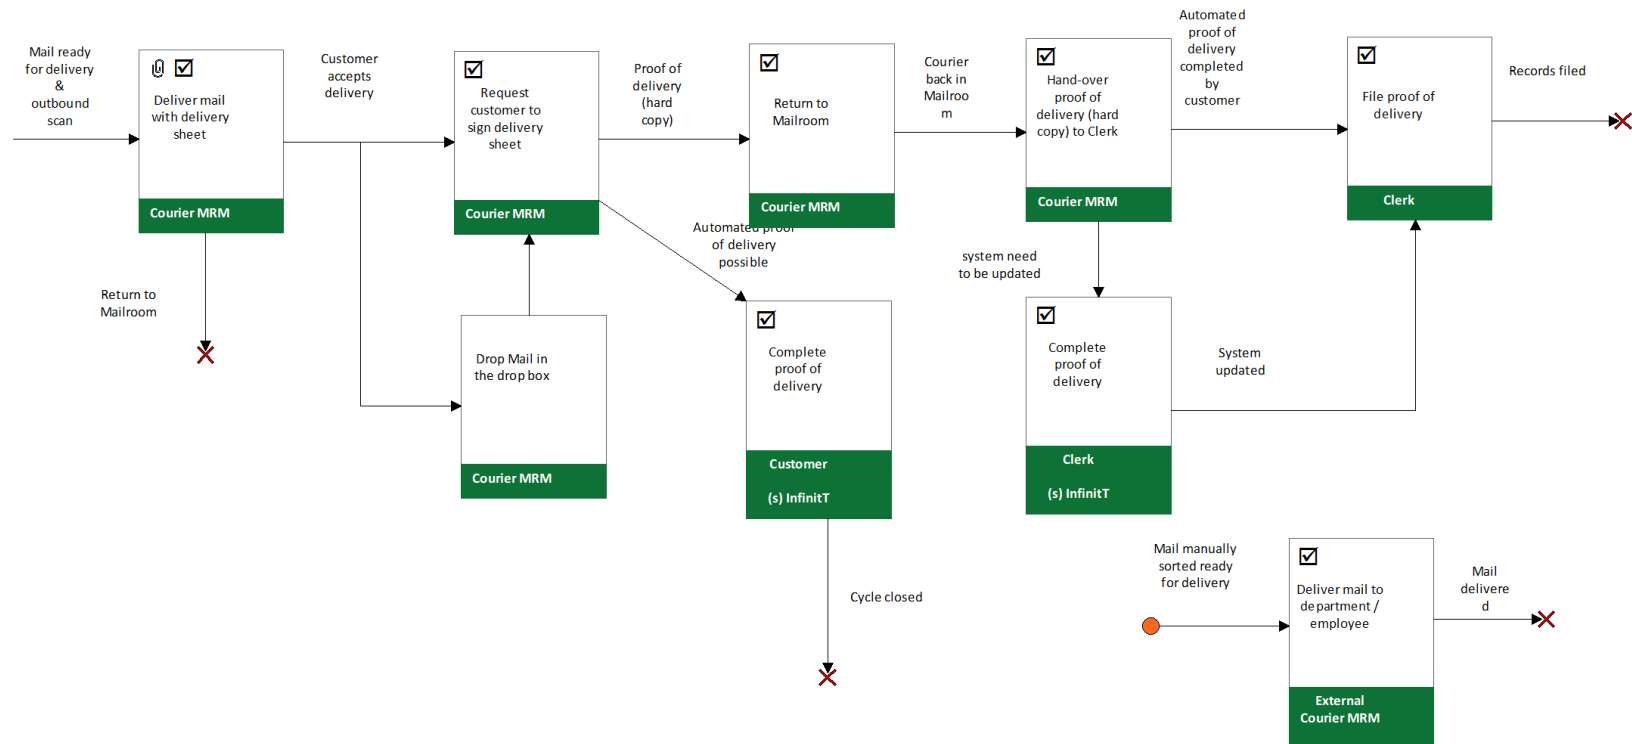 Mail ready
for delivery
&
outbound
scan
Deliver mail
with delivery
sheet
Courier MRM
Return to
Mailroom
Customer
accepts
delivery
Request
customer to
sign delivery
sheet
Courier MRM
Drop Mail in
the drop box
Courier MRM
Proof of
delivery
(hard
copy)
Return to
Mailroom
Courier MRM
Automated proof
of delivery
possible
Complete
proof of
delivery
Customer
(s) InfinitT
Cycle closed
Courier
back in
Mailroo
m
Hand-over
proof of
delivery (hard
copy) to Clerk
Courier MRM
system need
to be updated
Complete
proof of
delivery
Clerk
(s) InfinitT
System
updated
Automated
proof of
delivery
completed
by
customer
File proof of
delivery
Clerk
Records filed
Mail manually
sorted ready
for delivery
Deliver mail to
department /
employee
External
Courier MRM
Mail
delivere
d